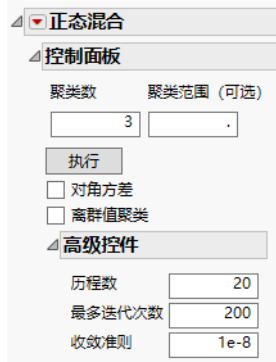 正态混合
控制面板
聚类数 聚类范围 (可选)
3 .
执行
对角方差
离群值聚类
高级控件
历程数 20
最多迭代次数 200
收敛准则 1e-8